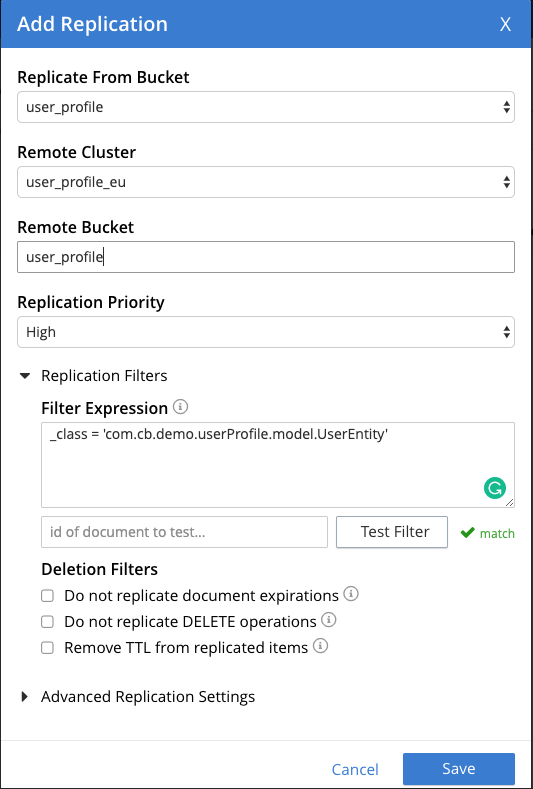 Add Replication X
Replicate From Bucket
user_profile
Remote Cluster
user_profile_eu
Remote Bucket
user_profile
Replication Priority
High
Replication Filters
Filter Expression
_class = 'com.cb.demo.userProfile.model.UserEntity'
id of document to test... Test Filter match
Deletion Filters
Do not replicate document expirations
Do not replicate DELETE operations
Remove TTL from replicated items
Advanced Replication Settings
Cancel Save